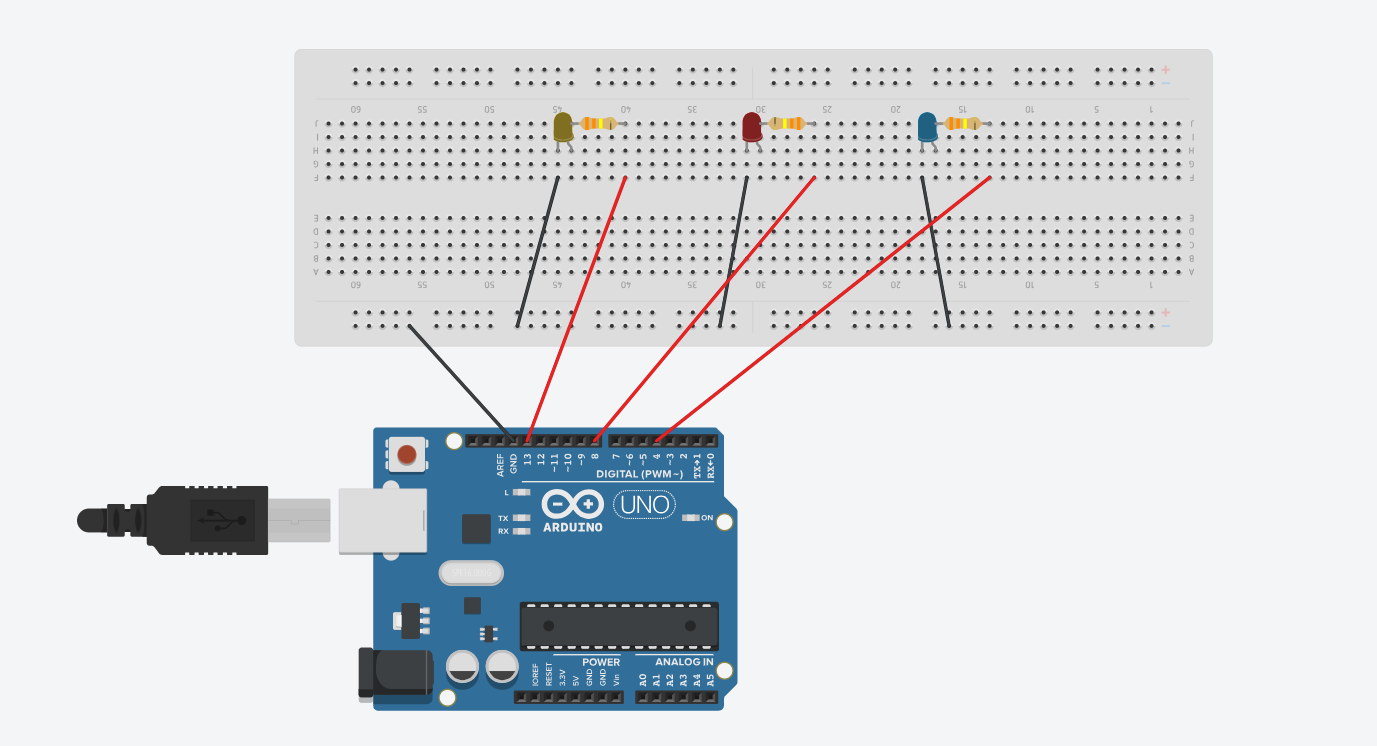 +
−
60 55 50 45 40 35 30 25 20 15 10 5 1
J J
I I
H H
G G
F F
E E
D D
C C
B B
A A
60 55 50 45 40 35 30 25 20 15 10 5 1
+
−
AREF GND 13 12 ~11 ~10 ~9 8 7 ~6 ~5 4 ~3 2 TX→1 RX←0
DIGITAL (PWM~)
L
TX
RX
UNO
ON
ARDUINO
POWER ANALOG IN
IOREF RESET 3.3V 5V GND GND Vin A0 A1 A2 A3 A4 A5